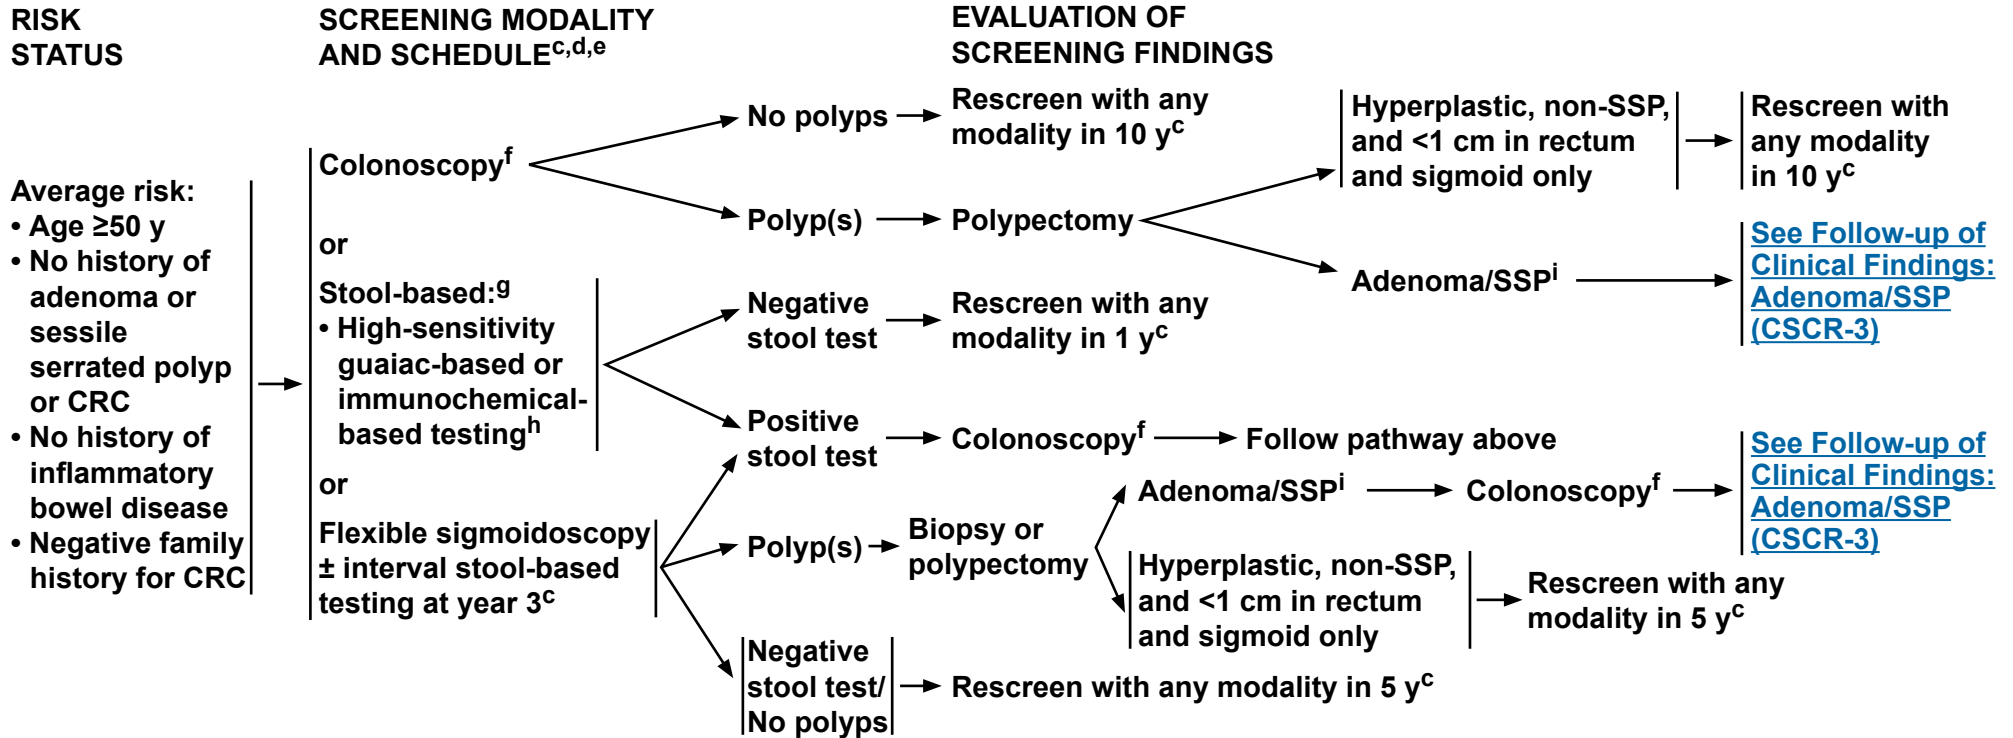 RISK
STATUS
SCREENING MODALITY
AND SCHEDULEc,d,e
EVALUATION OF
SCREENING FINDINGS
Average risk:
• Age ≥50 y
• No history of
adenoma or
sessile
serrated polyp
or CRC
• No history of
inflammatory
bowel disease
• Negative family
history for CRC
Colonoscopyf
or
Stool-based:g
• High-sensitivity
guaiac-based or
immunochemical-
based testingh
or
Flexible sigmoidoscopy
± interval stool-based
testing at year 3c
No polyps
Rescreen with any
modality in 10 yc
Polyp(s)
Polypectomy
Hyperplastic, non-SSP,
and <1 cm in rectum
and sigmoid only
Rescreen with
any modality
in 10 yc
Adenoma/SSPi
See Follow-up of
Clinical Findings:
Adenoma/SSP
(CSCR-3)
Negative
stool test
Rescreen with any
modality in 1 yc
Positive
stool test
Colonoscopyf
Follow pathway above
Polyp(s)
Biopsy or
polypectomy
Adenoma/SSPi
Colonoscopyf
See Follow-up of
Clinical Findings:
Adenoma/SSP
(CSCR-3)
Hyperplastic, non-SSP,
and <1 cm in rectum
and sigmoid only
Rescreen with any
modality in 5 yc
Negative
stool test/
No polyps
Rescreen with any modality in 5 yc